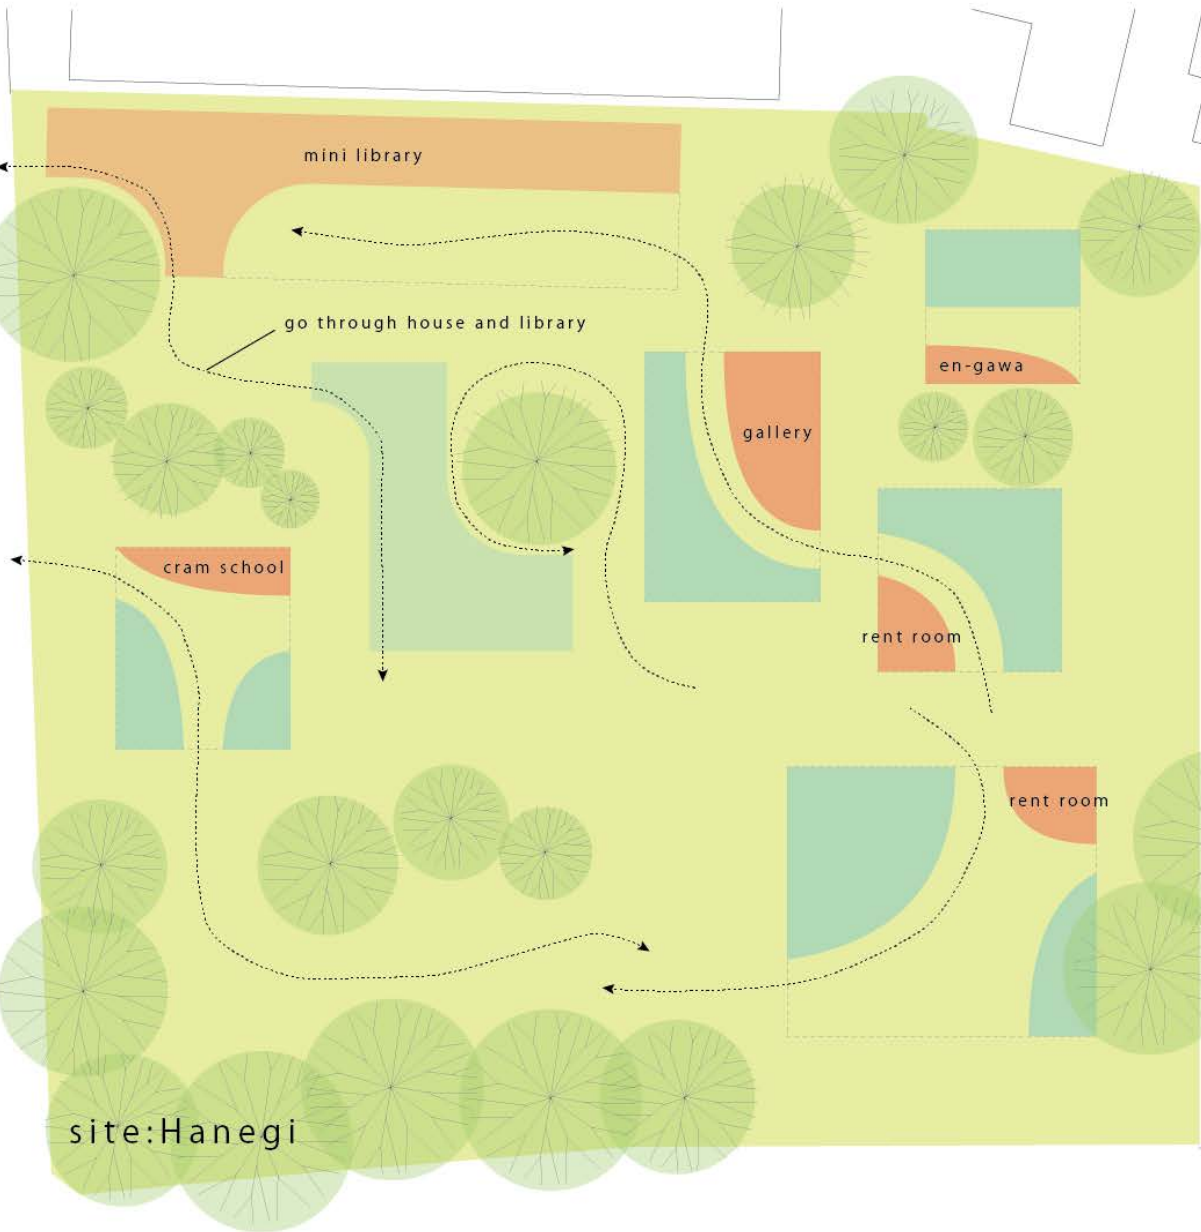 mini library
go through house and library
en-gawa
gallery
cram school
rent room
rent room
site:Hanegi